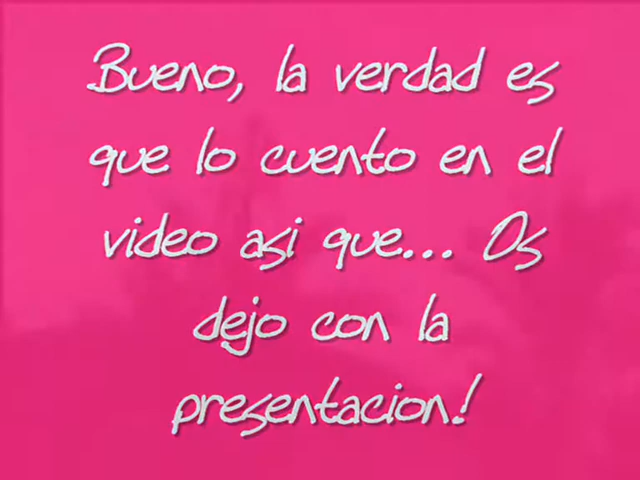 Bueno, la verdad es
que lo cuento en el
video asi que... Os
dejo con la
presentacion!